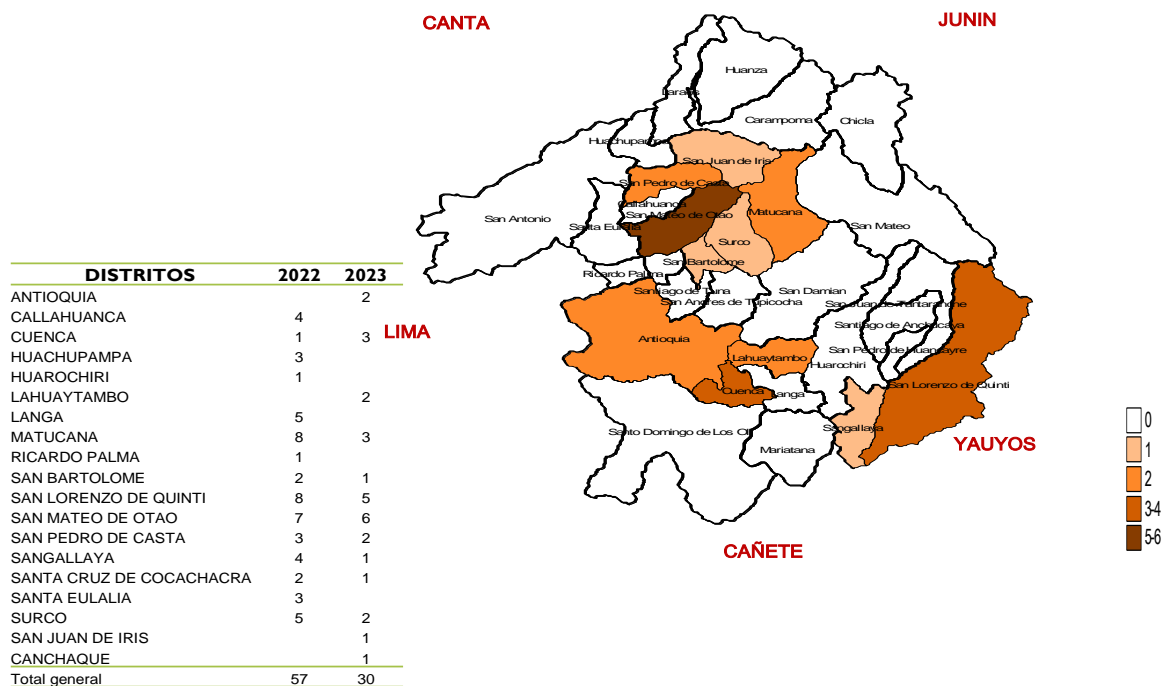 CANTA
JUNIN
Huanza
Laraos
Carampoma
Chicla
Huachupampa
San Juan de Iris
San Pedro de Casta
Callahuanca
San Mateo de Otao
Matucana
San Antonio
Santa Eulalia
San Mateo
Surco
San Bartolome
Ricardo Palma
Santiago de Tuna
San Damian
San Andres de Tupicocha
San Juan de Tantaranche
Santiago de Anchucaya
LIMA
Antioquia
San Pedro de Huancayre
Lahuaytambo
Huarochiri
San Lorenzo de Quinti
Cuenca
Langa
Santo Domingo de Los Ol
Sangallaya
Mariatana
YAUYOS
CAÑETE
0
1
2
3-4
5-6
DISTRITOS 2022 2023
ANTIOQUIA 2
CALLAHUANCA 4
CUENCA 1 3
HUACHUPAMPA 3
HUAROCHIRI 1
LAHUAYTAMBO 2
LANGA 5
MATUCANA 8 3
RICARDO PALMA 1
SAN BARTOLOME 2 1
SAN LORENZO DE QUINTI 8 5
SAN MATEO DE OTAO 7 6
SAN PEDRO DE CASTA 3 2
SANGALLAYA 4 1
SANTA CRUZ DE COCACHACRA 2 1
SANTA EULALIA 3
SURCO 5 2
SAN JUAN DE IRIS 1
CANCHAQUE 1
Total general 57 30